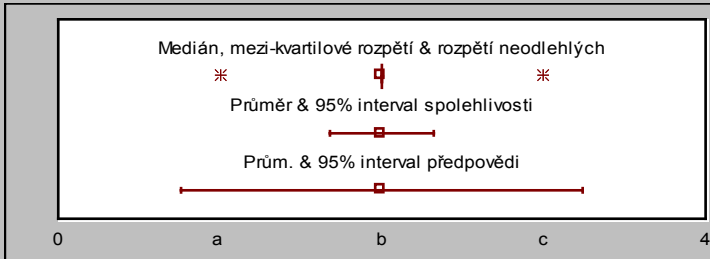 Medián, mezi-kvartilové rozpětí & rozpětí neodlehlých
Průměr & 95% interval spolehlivosti
Prům. & 95% interval předpovědi
0 a b c 4